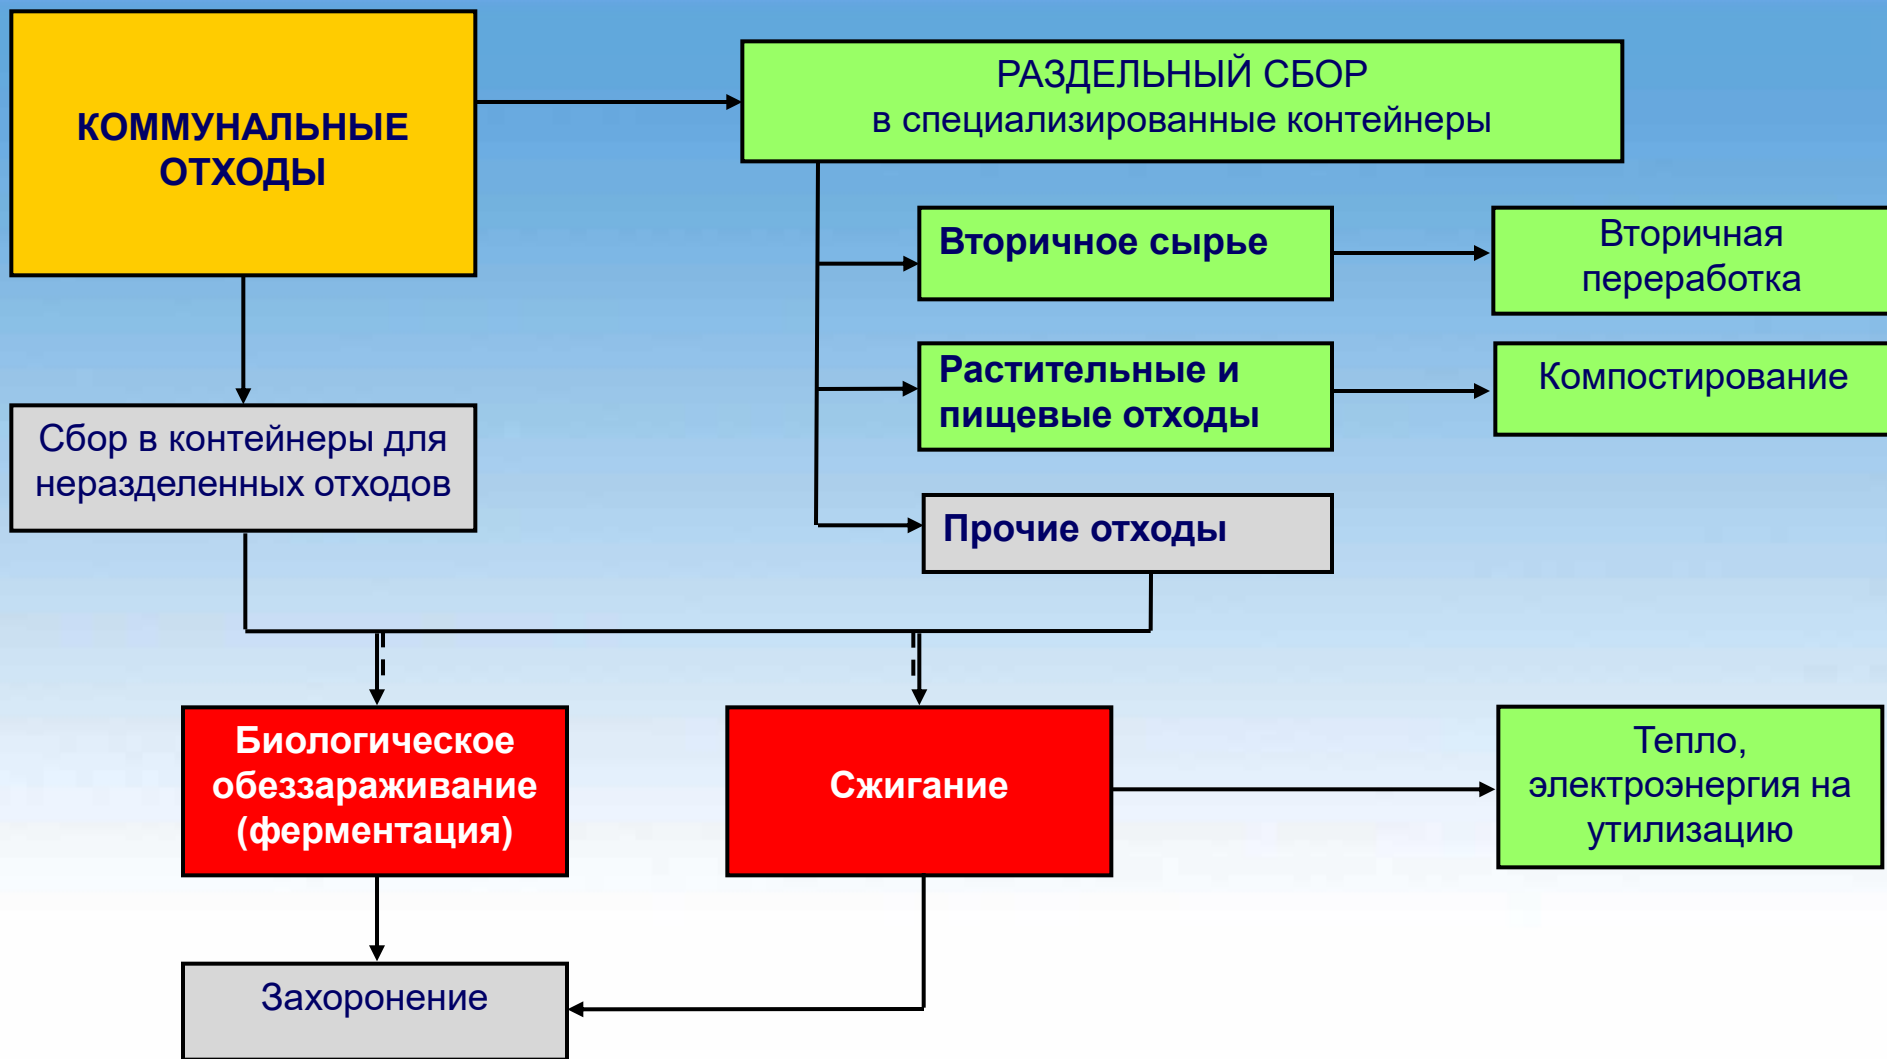 КОММУНАЛЬНЫЕ
ОТХОДЫ
РАЗДЕЛЬНЫЙ СБОР
в специализированные контейнеры
Вторичное сырье
Вторичная
переработка
Растительные и
пищевые отходы
Компостирование
Сбор в контейнеры для
неразделенных отходов
Прочие отходы
Биологическое
обеззараживание
(ферментация)
Сжигание
Тепло,
электроэнергия на
утилизацию
Захоронение